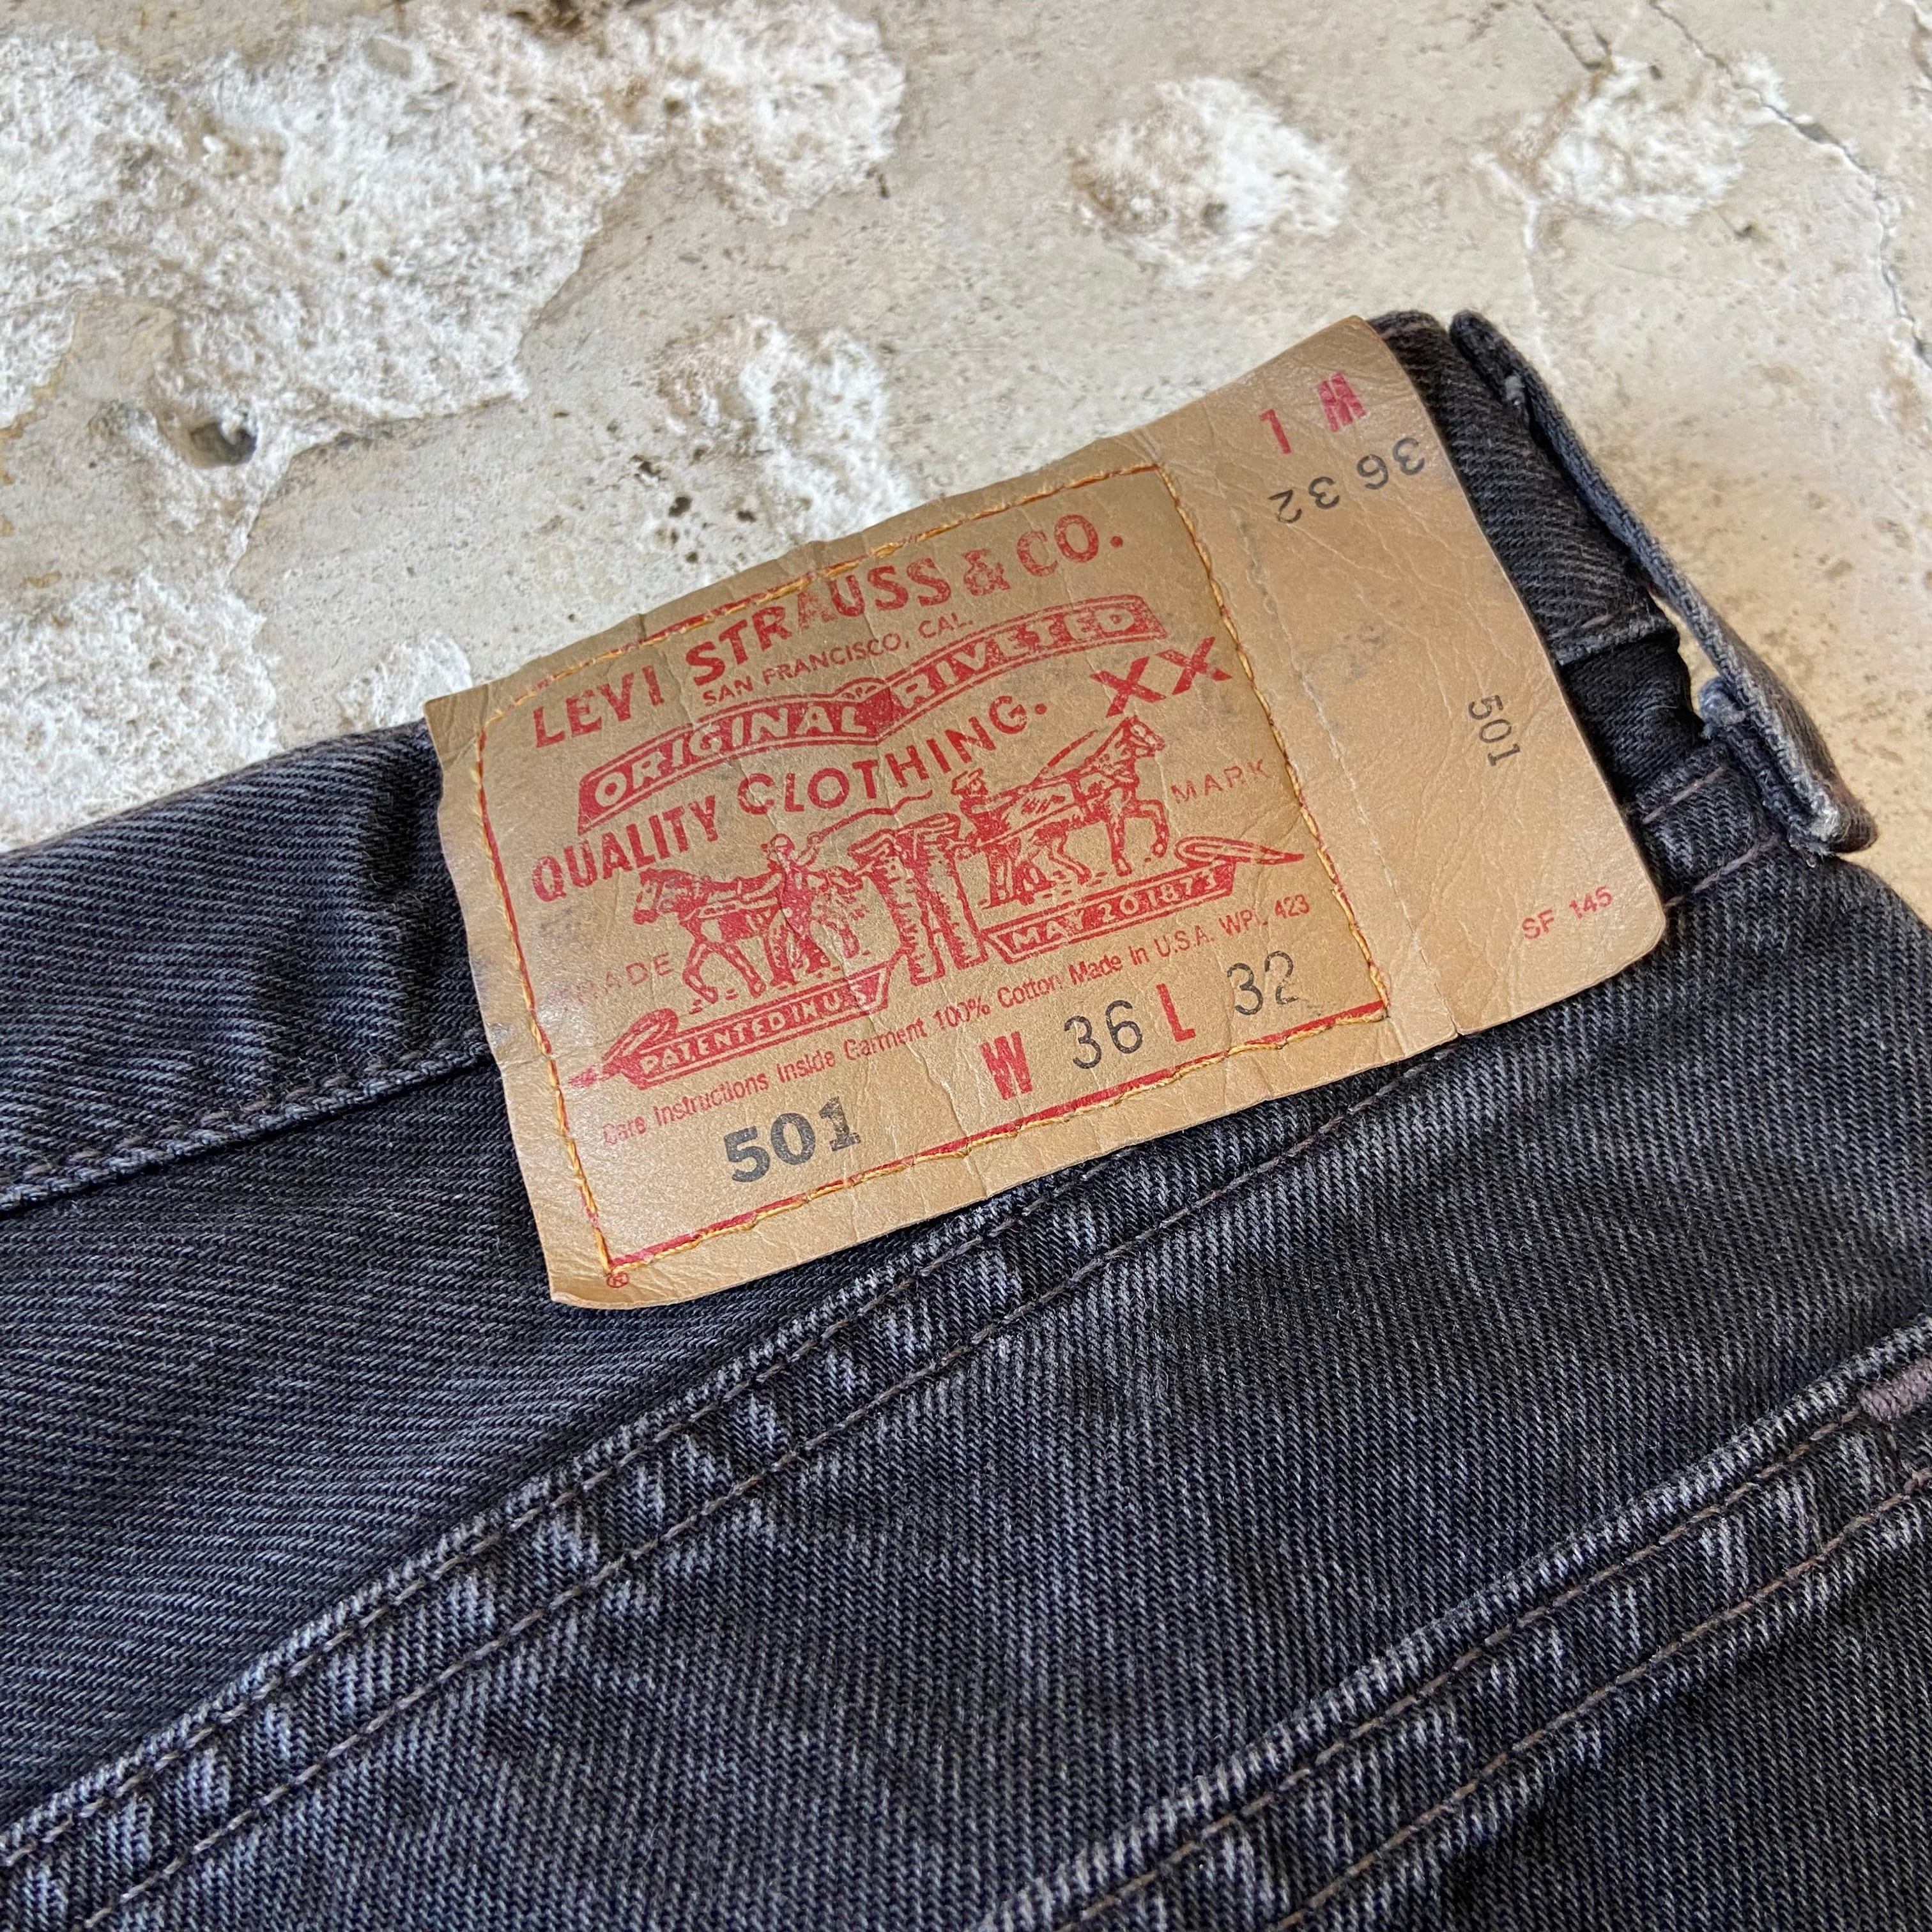 LEVI STRAUSS & CO.
SAN FRANCISCO, CAL.
ORIGINAL RIVETED
QUALITY CLOTHING. XX
TRADE MARK
PATENTED IN U.S. MAY 20 1873
Care Instructions Inside Garment 100% Cotton Made in U.S.A. WPL 423
501 W 36 L 32
®
W L
36 32
501
SF 145